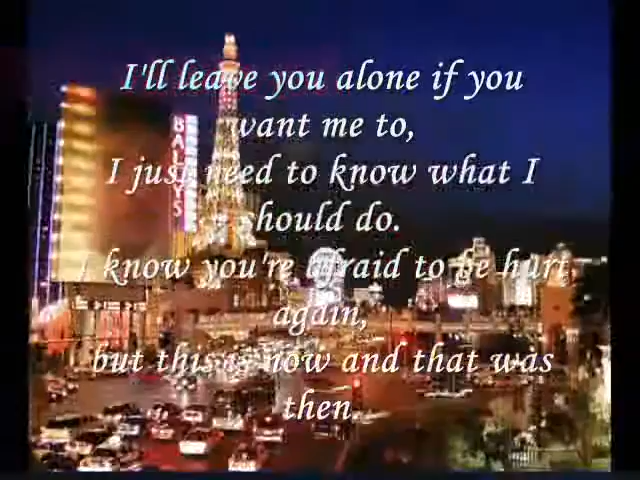 I'll leave you alone if you
want me to,
I just need to know what I
should do.
I know you're afraid to be hurt
again,
but this is now and that was
then.
BALLYS